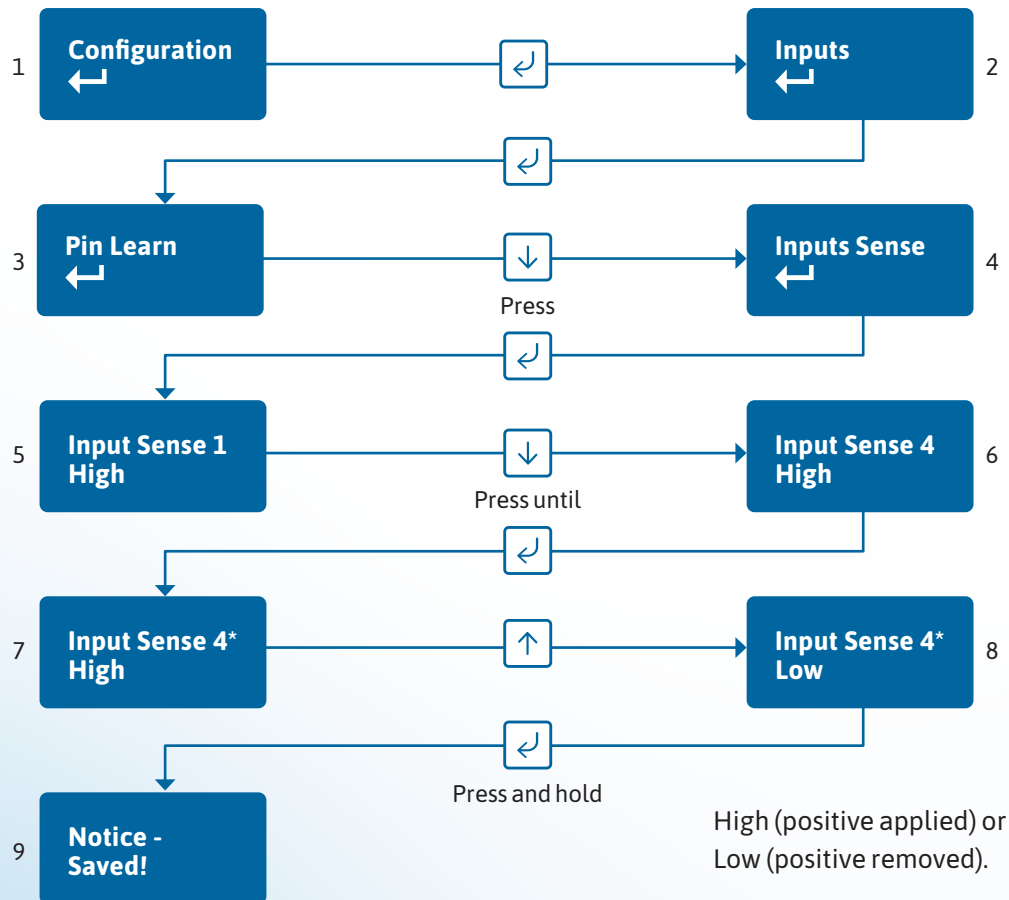 1
Configuration
Inputs
2
3
Pin Learn
Press
Inputs Sense
4
5
Input Sense 1
High
Press until
Input Sense 4
High
6
7
Input Sense 4*
High
Input Sense 4*
Low
8
Press and hold
9
Notice -
Saved!
High (positive applied) or
Low (positive removed).